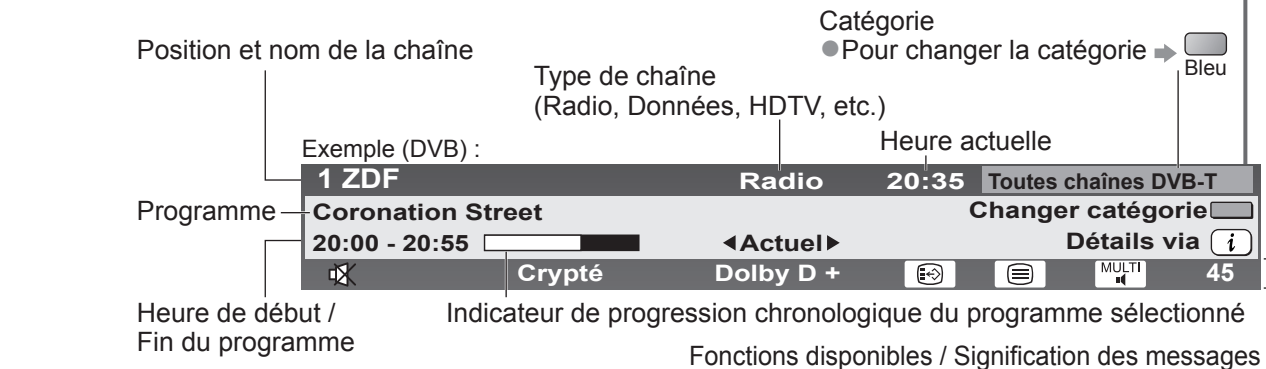 Catégorie
Position et nom de la chaîne
●Pour changer la catégorie
Bleu
Type de chaîne
(Radio, Données, HDTV, etc.)
Heure actuelle
Exemple (DVB) :
1 ZDF Radio 20:35 Toutes chaînes DVB-T
Programme
Coronation Street Changer catégorie
20:00 - 20:55 ◀Actuel▶ Détails via i
Crypté Dolby D + MULTI 45
Heure de début /
Fin du programme
Indicateur de progression chronologique du programme sélectionné
Fonctions disponibles / Signification des messages